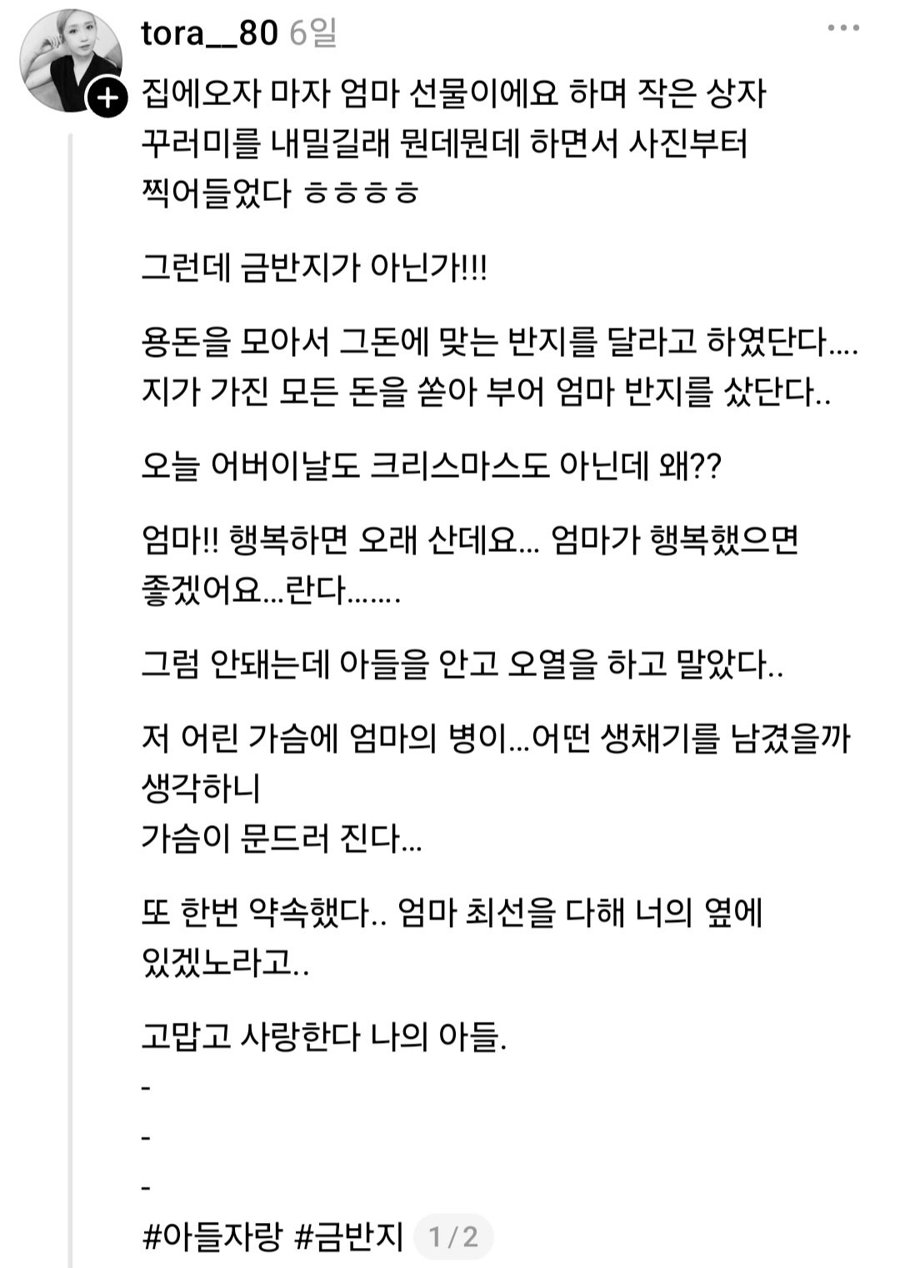 tora__80 6일
집에오자 마자 엄마 선물이에요 하며 작은 상자
꾸러미를 내밀길래 뭔데뭔데 하면서 사진부터
찍어들었다 ㅎㅎㅎㅎ
그런데 금반지가 아닌가!!!
용돈을 모아서 그돈에 맞는 반지를 달라고 하였단다....
지가 가진 모든 돈을 쏟아 부어 엄마 반지를 샀단다..
오늘 어버이날도 크리스마스도 아닌데 왜??
엄마!! 행복하면 오래 산데요... 엄마가 행복했으면
좋겠어요...란다.......
그럼 안돼는데 아들을 안고 오열을 하고 말았다..
저 어린 가슴에 엄마의 병이...어떤 생채기를 남겼을까
생각하니
가슴이 문드러 진다...
또 한번 약속했다.. 엄마 최선을 다해 너의 옆에
있겠노라고..
고맙고 사랑한다 나의 아들.
-
-
-
#아들자랑 #금반지 1/2